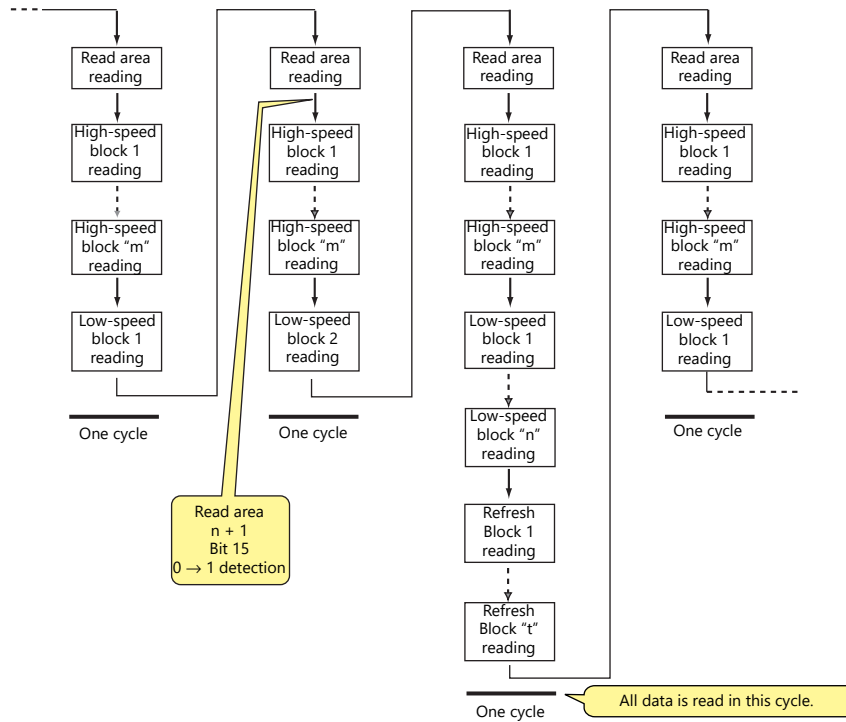 Read area
reading
High-speed
block 1
reading
High-speed
block “m”
reading
Low-speed
block 1
reading
One cycle
Read area
reading
High-speed
block 1
reading
High-speed
block “m”
reading
Low-speed
block 2
reading
One cycle
Read area
n + 1
Bit 15
0 → 1 detection
Read area
reading
High-speed
block 1
reading
High-speed
block “m”
reading
Low-speed
block 1
reading
Low-speed
block “n”
reading
Refresh
Block 1
reading
Refresh
Block “t”
reading
One cycle
All data is read in this cycle.
Read area
reading
High-speed
block 1
reading
High-speed
block “m”
reading
Low-speed
block 1
reading
One cycle